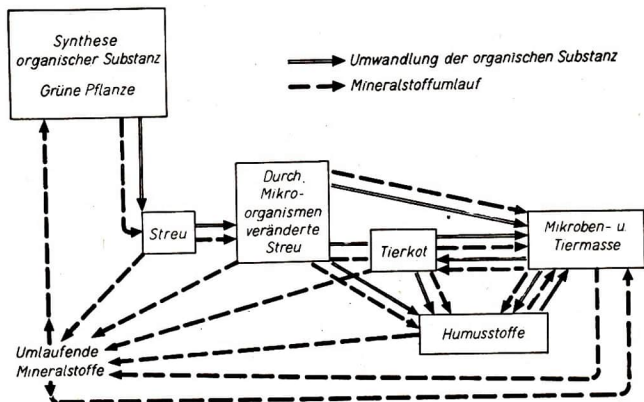 Synthese
organischer Substanz
Grüne Pflanze
Umwandlung der organischen Substanz
Mineralstoffumlauf
Streu
Durch
Mikro-
organismen
veränderte
Streu
Tierkot
Mikroben- u.
Tiermasse
Humusstoffe
Umlaufende
Mineralstoffe